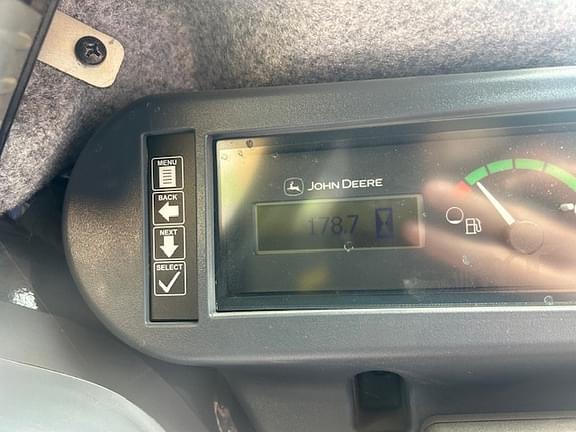 MENU
BACK
NEXT
SELECT
JOHN DEERE
178.7